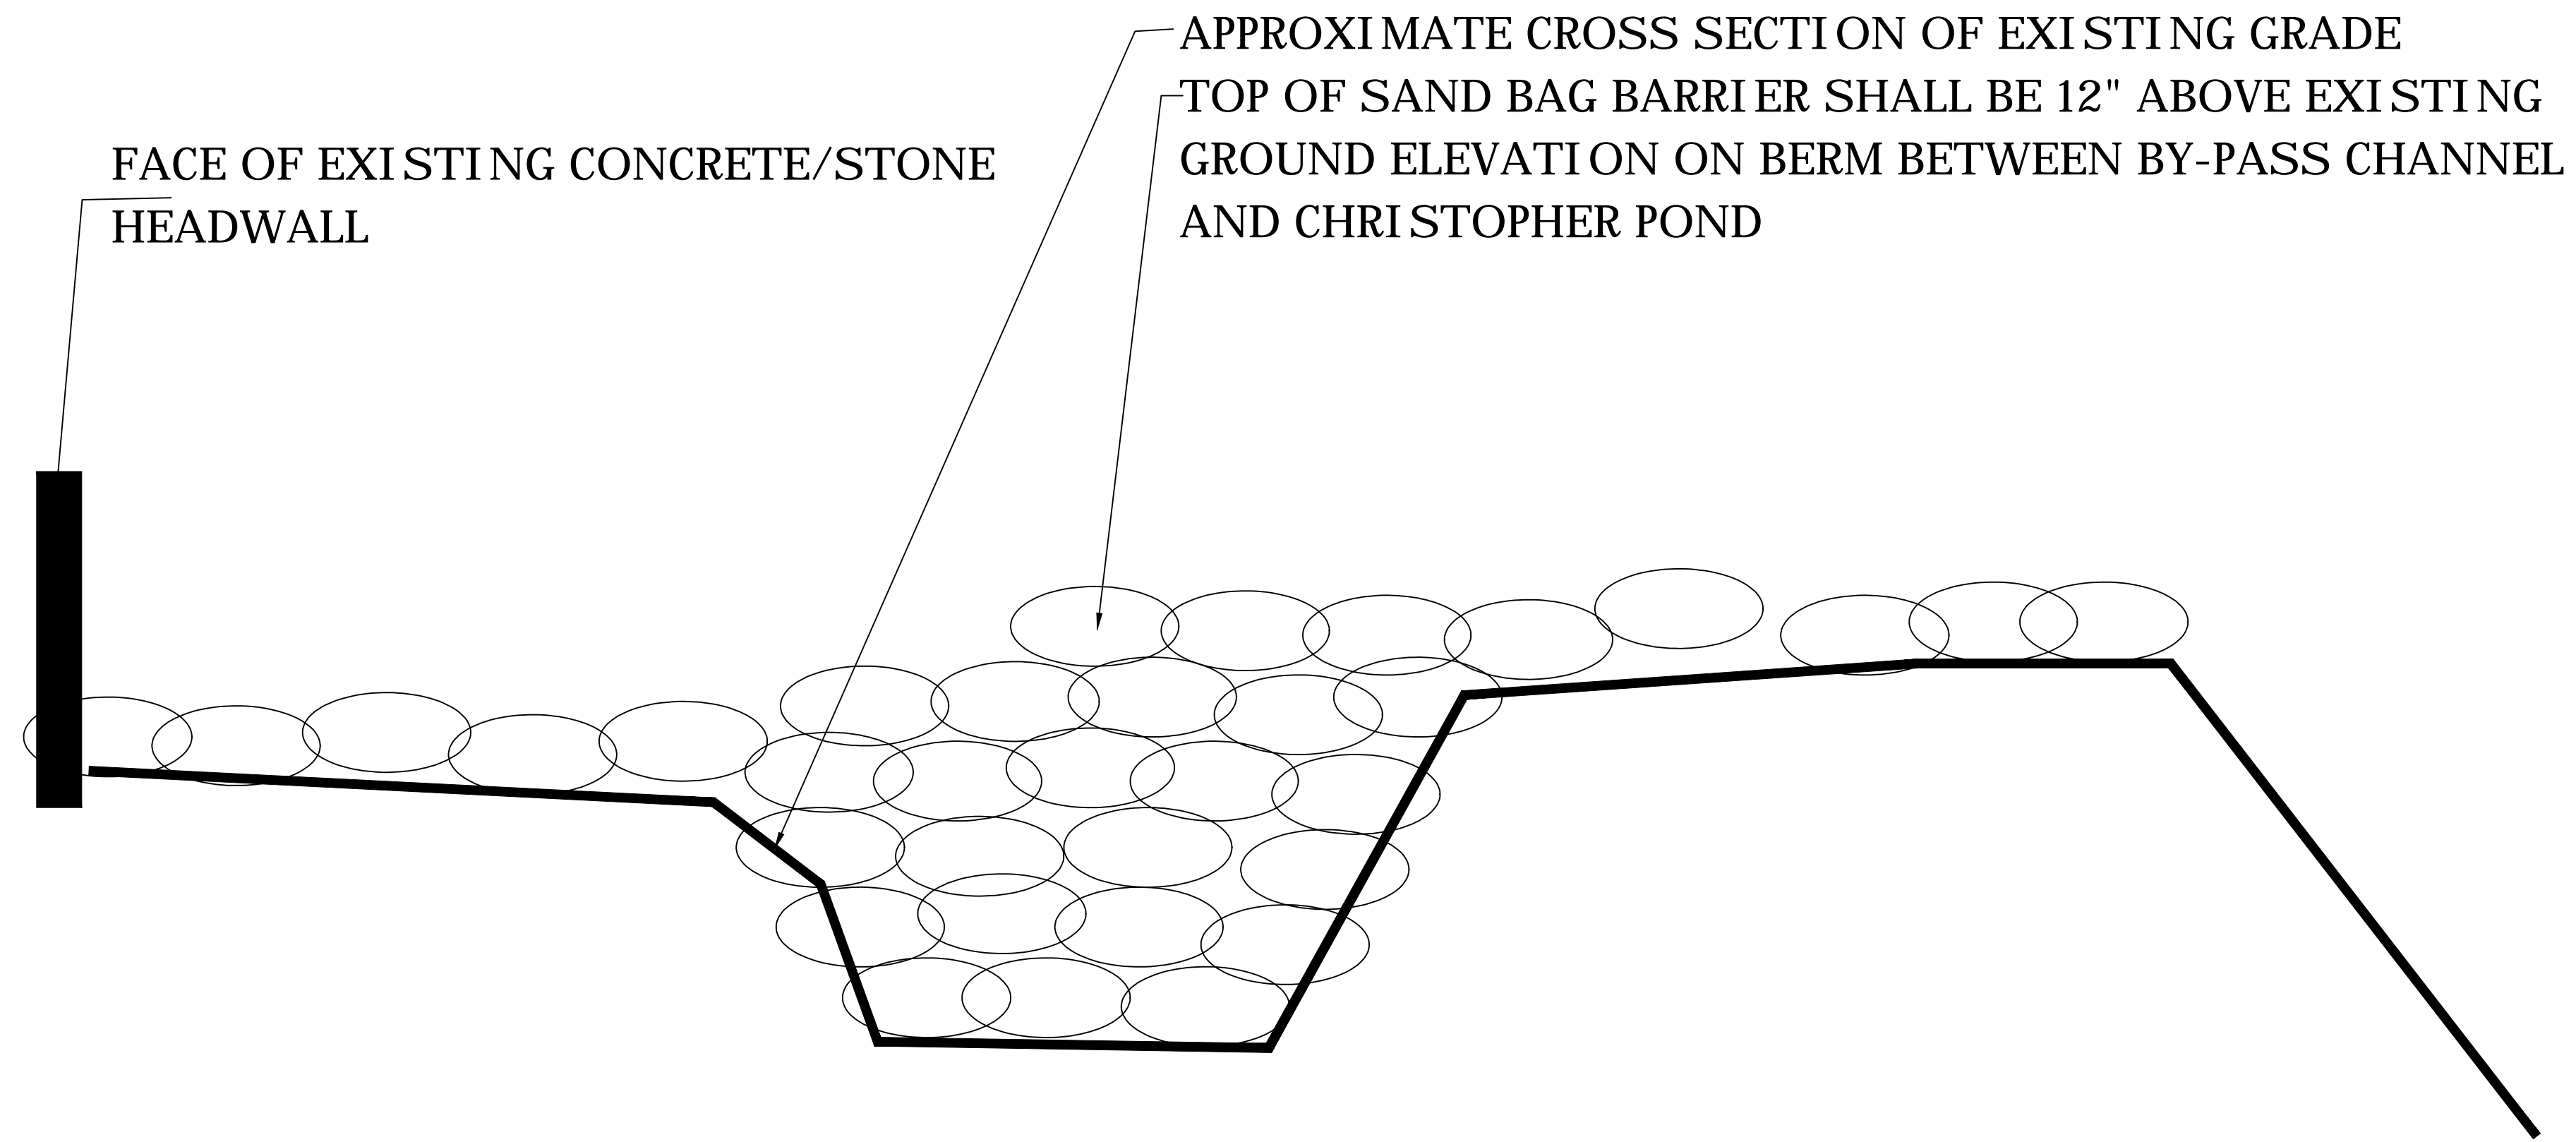 APPROXIMATE CROSS SECTION OF EXISTING GRADE
TOP OF SAND BAG BARRIER SHALL BE 12" ABOVE EXISTING
GROUND ELEVATION ON BERM BETWEEN BY-PASS CHANNEL
AND CHRISTOPHER POND
FACE OF EXISTING CONCRETE/STONE
HEADWALL